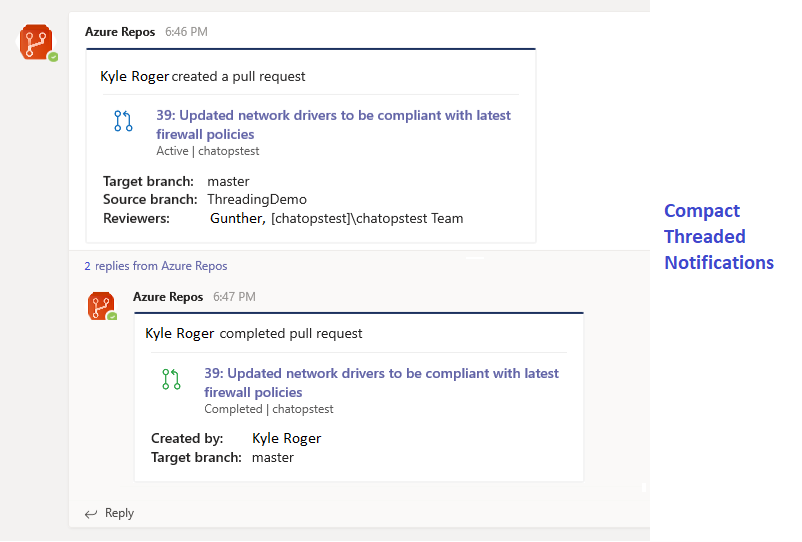 Azure Repos 6:46 PM
Kyle Roger created a pull request
39: Updated network drivers to be compliant with latest
firewall policies
Active | chatopstest
Target branch: master
Source branch: ThreadingDemo
Reviewers: Gunther, [chatopstest]\chatopstest Team
Compact
Threaded
Notifications
2 replies from Azure Repos
Azure Repos 6:47 PM
Kyle Roger completed pull request
39: Updated network drivers to be compliant with latest
firewall policies
Completed | chatopstest
Created by: Kyle Roger
Target branch: master
Reply